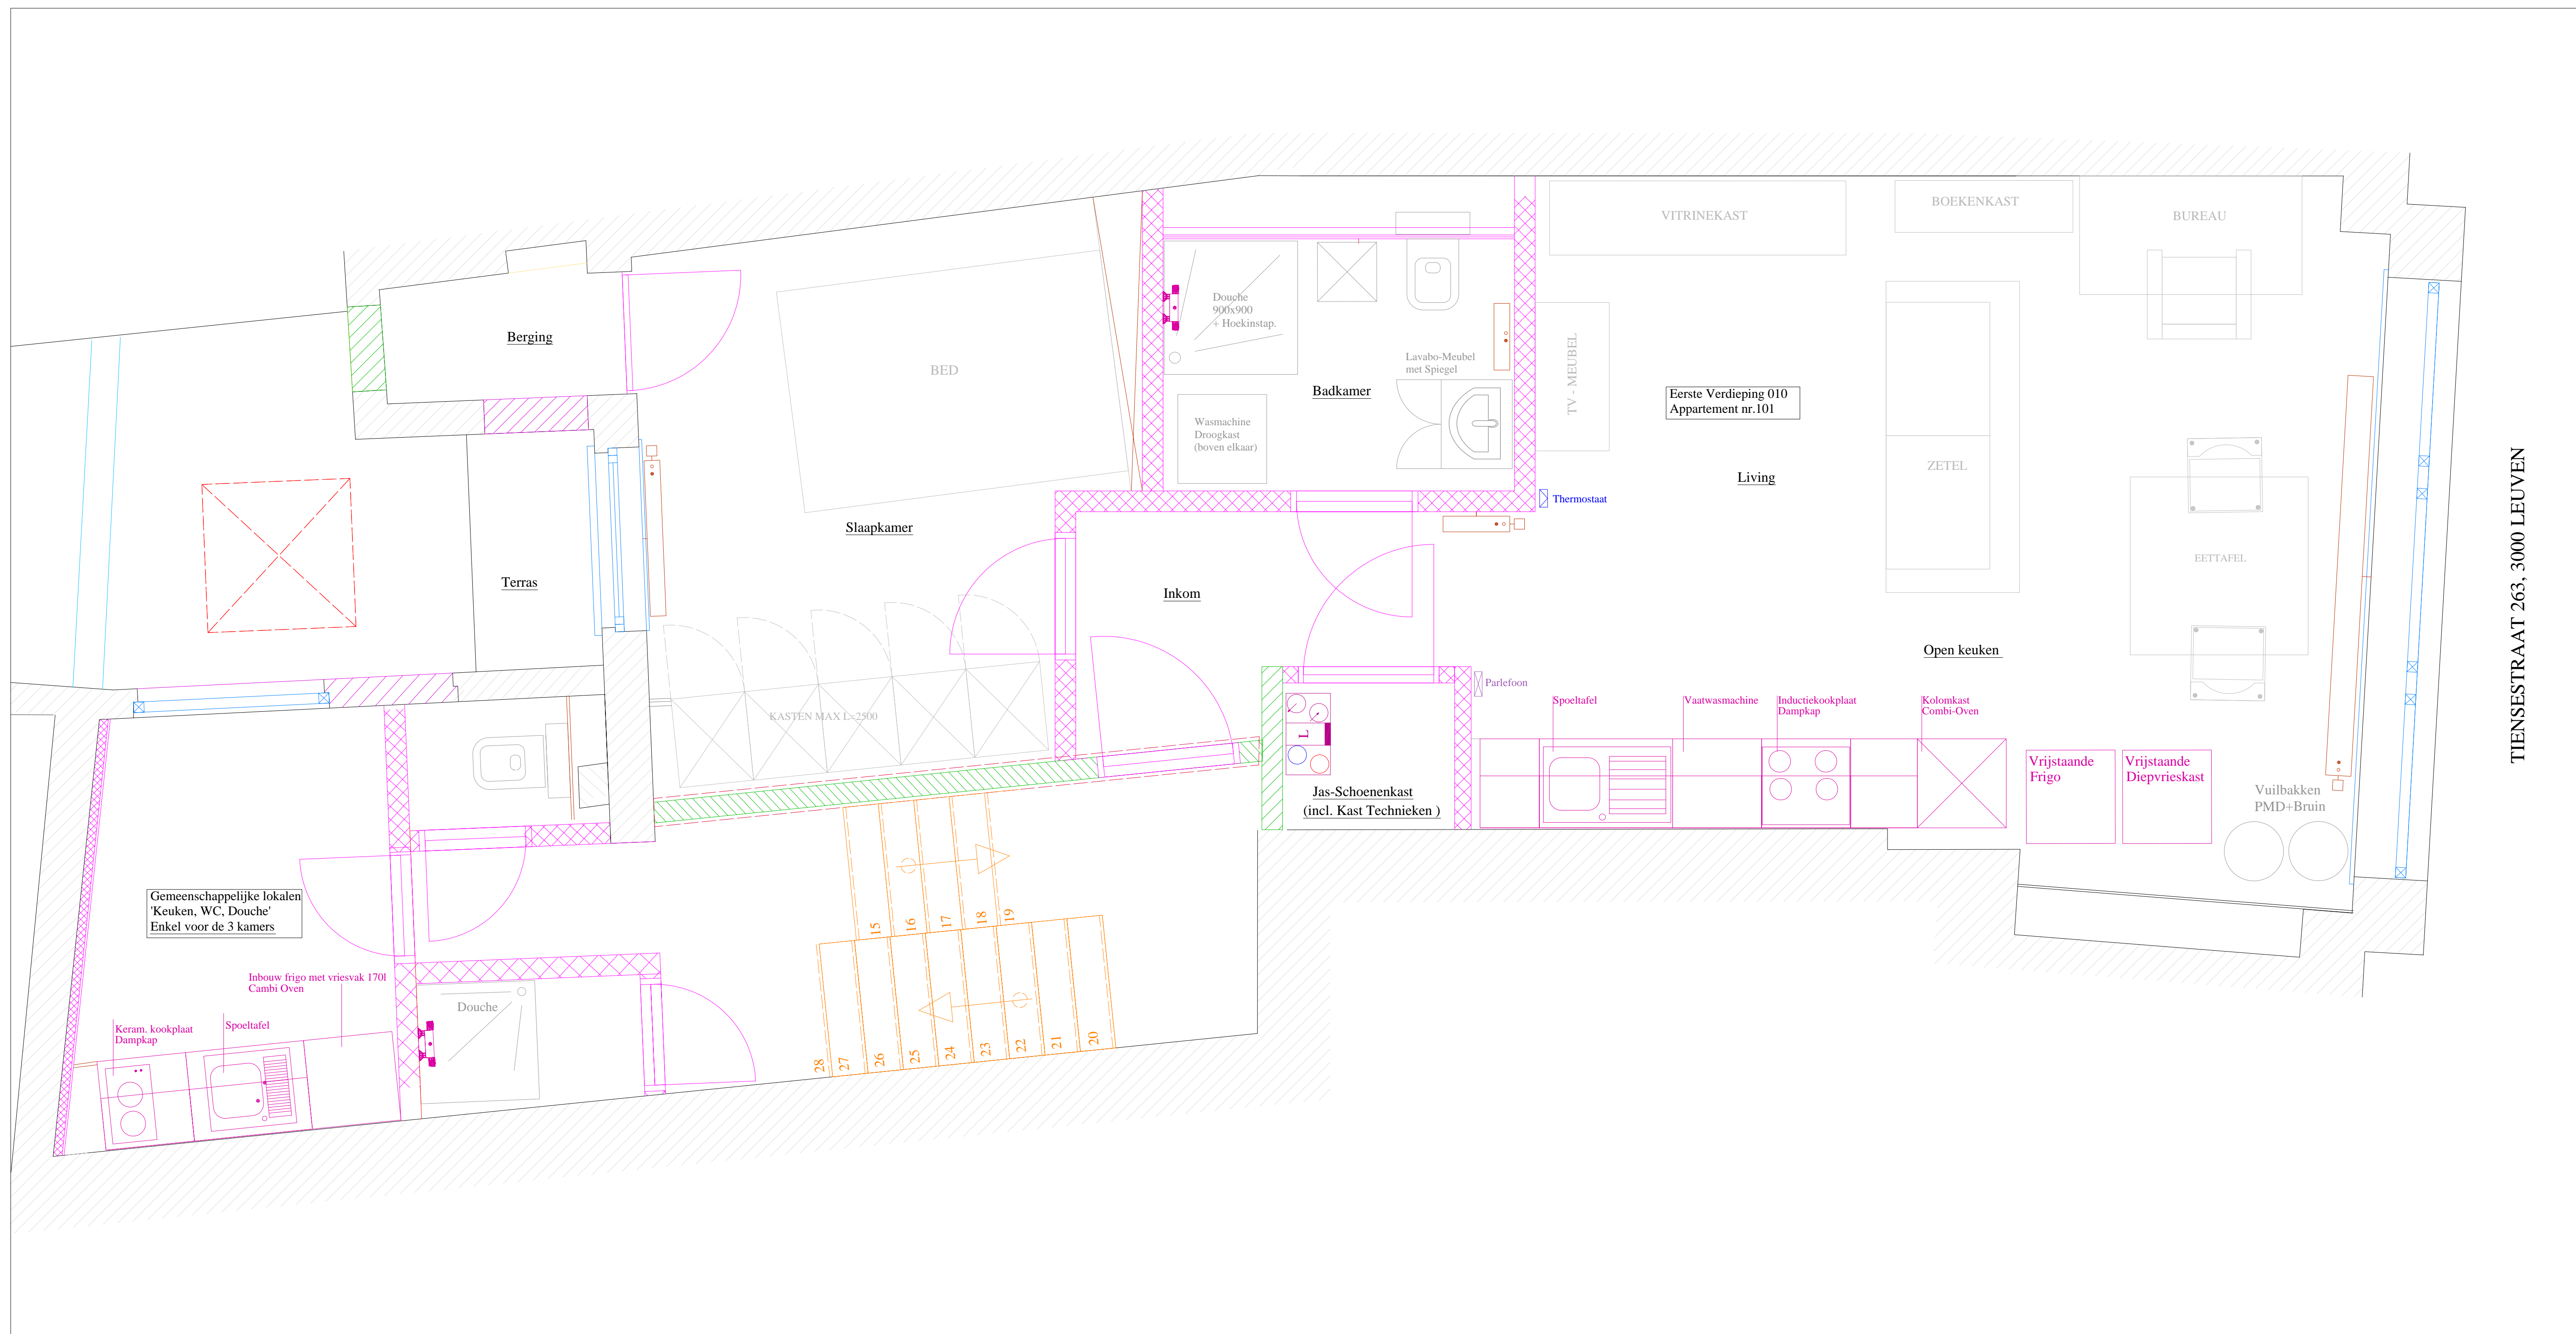 VITRINEKAST
BOEKENKAST
BUREAU
Douche
900x900
+ Hoekinstap.
Berging
BED
Lavabo-Meubel
met Spiegel
Badkamer
TV - MEUBEL
Eerste Verdieping 010
Appartement nr.101
Wasmachine
Droogkast
(boven elkaar)
ZETEL
Living
Thermostaat
Slaapkamer
EETTAFEL
TIENSESTRAAT 263, 3000 LEUVEN
Terras
Inkom
Open keuken
Parlefoon
KASTEN MAX L=2500
L
Spoeltafel
Vaatwasmachine
Inductiekookplaat
Dampkap
Kolomkast
Combi-Oven
Vrijstaande
Frigo
Vrijstaande
Diepvrieskast
Vuilbakken
PMD+Bruin
Jas-Schoenenkast
(incl. Kast Technieken )
Gemeenschappelijke lokalen
'Keuken, WC, Douche'
Enkel voor de 3 kamers
15
16
17
18
19
Inbouw frigo met vriesvak 170l
Cambi Oven
Keram. kookplaat
Dampkap
Spoeltafel
Douche
28
27
26
25
24
23
22
21
20